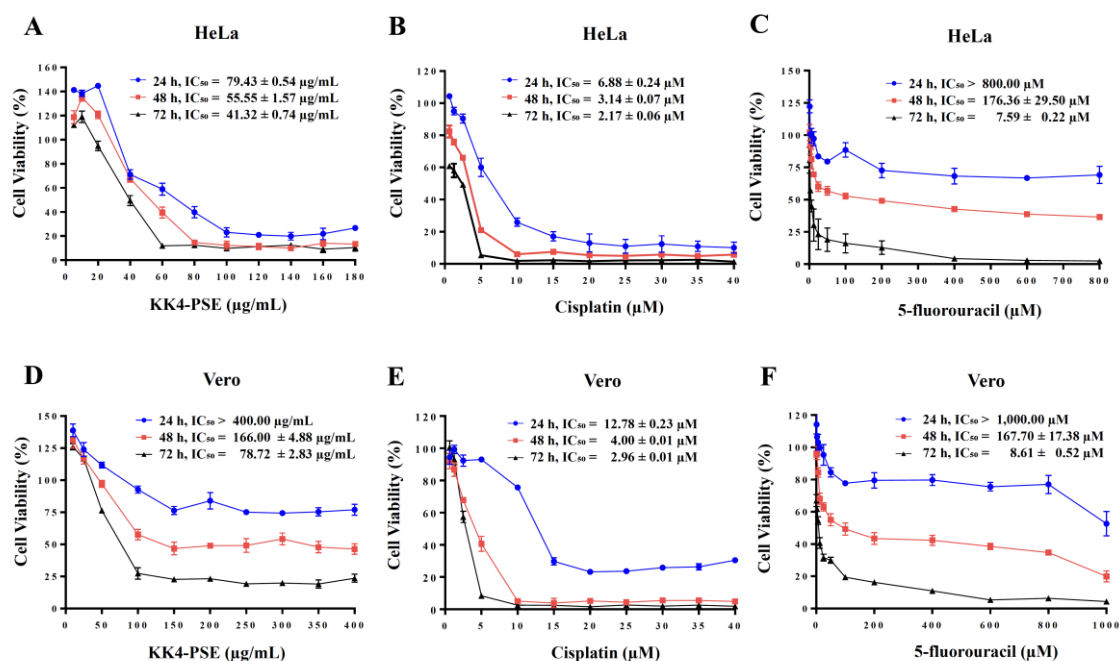 A
HeLa
24 h, IC₅₀ = 79.43 ± 0.54 µg/mL
48 h, IC₅₀ = 55.55 ± 1.57 µg/mL
72 h, IC₅₀ = 41.32 ± 0.74 µg/mL
Cell Viability (%)
160
140
120
100
80
60
40
20
0
0 20 40 60 80 100 120 140 160 180
KK4-PSE (µg/mL)
B
HeLa
24 h, IC₅₀ = 6.88 ± 0.24 µM
48 h, IC₅₀ = 3.14 ± 0.07 µM
72 h, IC₅₀ = 2.17 ± 0.06 µM
Cell Viability (%)
120
100
80
60
40
20
0
0 5 10 15 20 25 30 35 40
Cisplatin (µM)
C
HeLa
24 h, IC₅₀ > 800.00 µM
48 h, IC₅₀ = 176.36 ± 29.50 µM
72 h, IC₅₀ = 7.59 ± 0.22 µM
Cell Viability (%)
150
125
100
75
50
25
0
0 100 200 300 400 500 600 700 800
5-fluorouracil (µM)
D
Vero
24 h, IC₅₀ > 400.00 µg/mL
48 h, IC₅₀ = 166.00 ± 4.88 µg/mL
72 h, IC₅₀ = 78.72 ± 2.83 µg/mL
Cell Viability (%)
150
125
100
75
50
25
0
0 50 100 150 200 250 300 350 400
KK4-PSE (µg/mL)
E
Vero
24 h, IC₅₀ = 12.78 ± 0.23 µM
48 h, IC₅₀ = 4.00 ± 0.01 µM
72 h, IC₅₀ = 2.96 ± 0.01 µM
Cell Viability (%)
120
100
80
60
40
20
0
0 5 10 15 20 25 30 35 40
Cisplatin (µM)
F
Vero
24 h, IC₅₀ > 1,000.00 µM
48 h, IC₅₀ = 167.70 ± 17.38 µM
72 h, IC₅₀ = 8.61 ± 0.52 µM
Cell Viability (%)
120
100
80
60
40
20
0
0 200 400 600 800 1000
5-fluorouracil (µM)